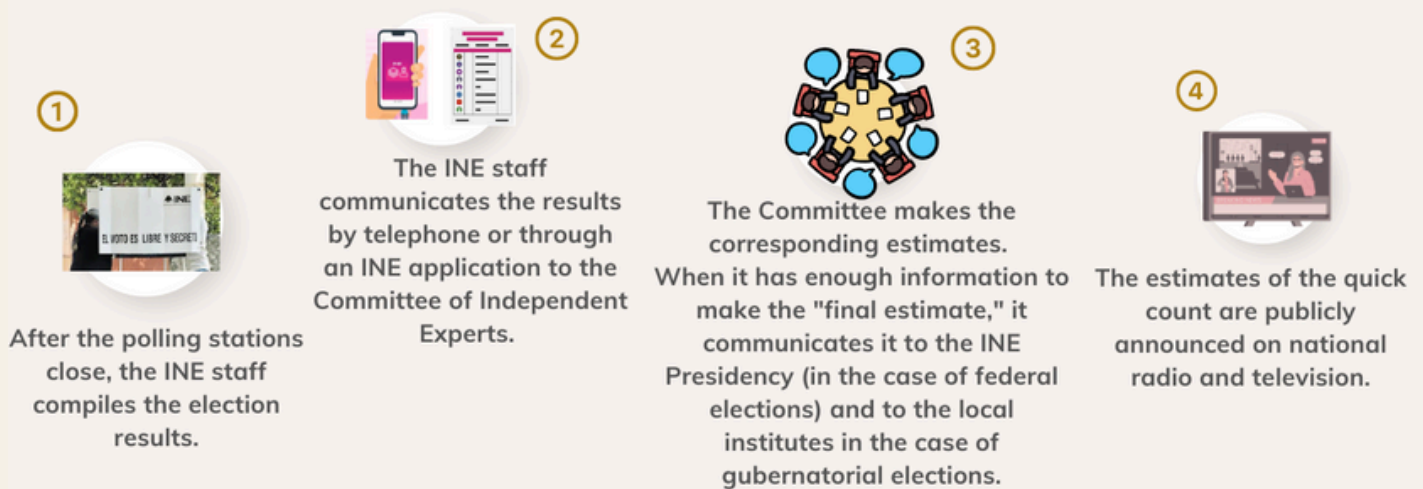 1
INE
EL VOTO ES LIBRE Y SECRETO
After the polling stations
close, the INE staff
compiles the election
results.
2
The INE staff
communicates the results
by telephone or through
an INE application to the
Committee of Independent
Experts.
3
The Committee makes the
corresponding estimates.
When it has enough information to
make the "final estimate," it
communicates it to the INE
Presidency (in the case of federal
elections) and to the local
institutes in the case of
gubernatorial elections.
4
The estimates of the quick
count are publicly
announced on national
radio and television.